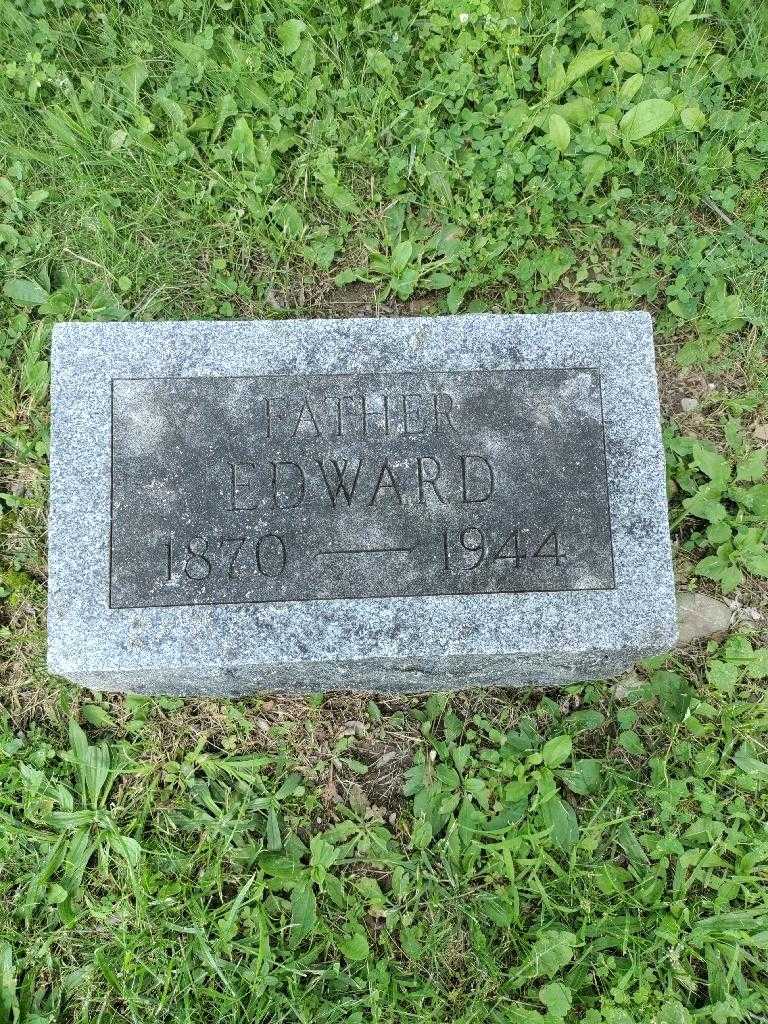 FATHER
EDWARD
1870 — 1944